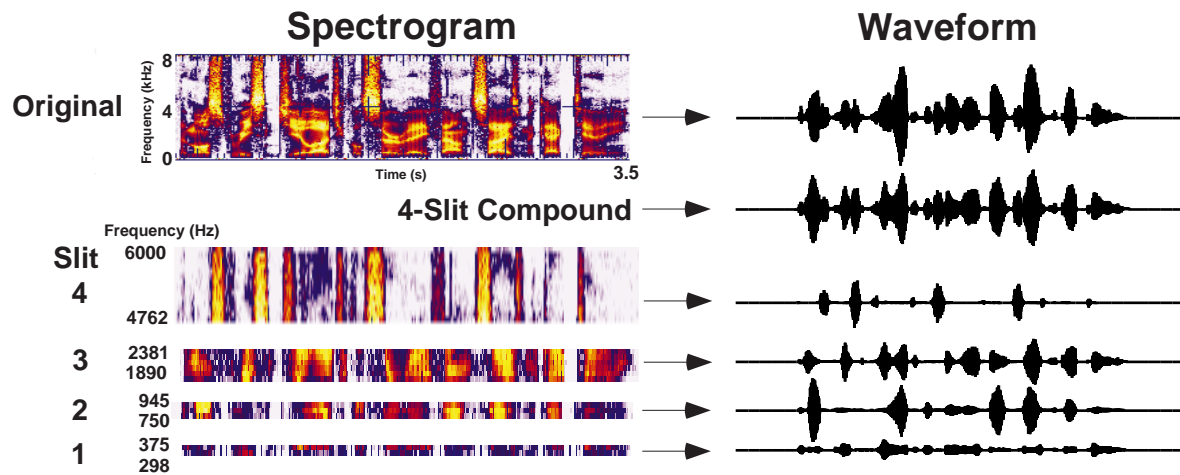 Spectrogram
Waveform
Original
Frequency (kHz)
8
4
0
Time (s)
3.5
4-Slit Compound
Frequency (Hz)
Slit
4
6000
4762
3
2381
1890
2
945
750
1
375
298